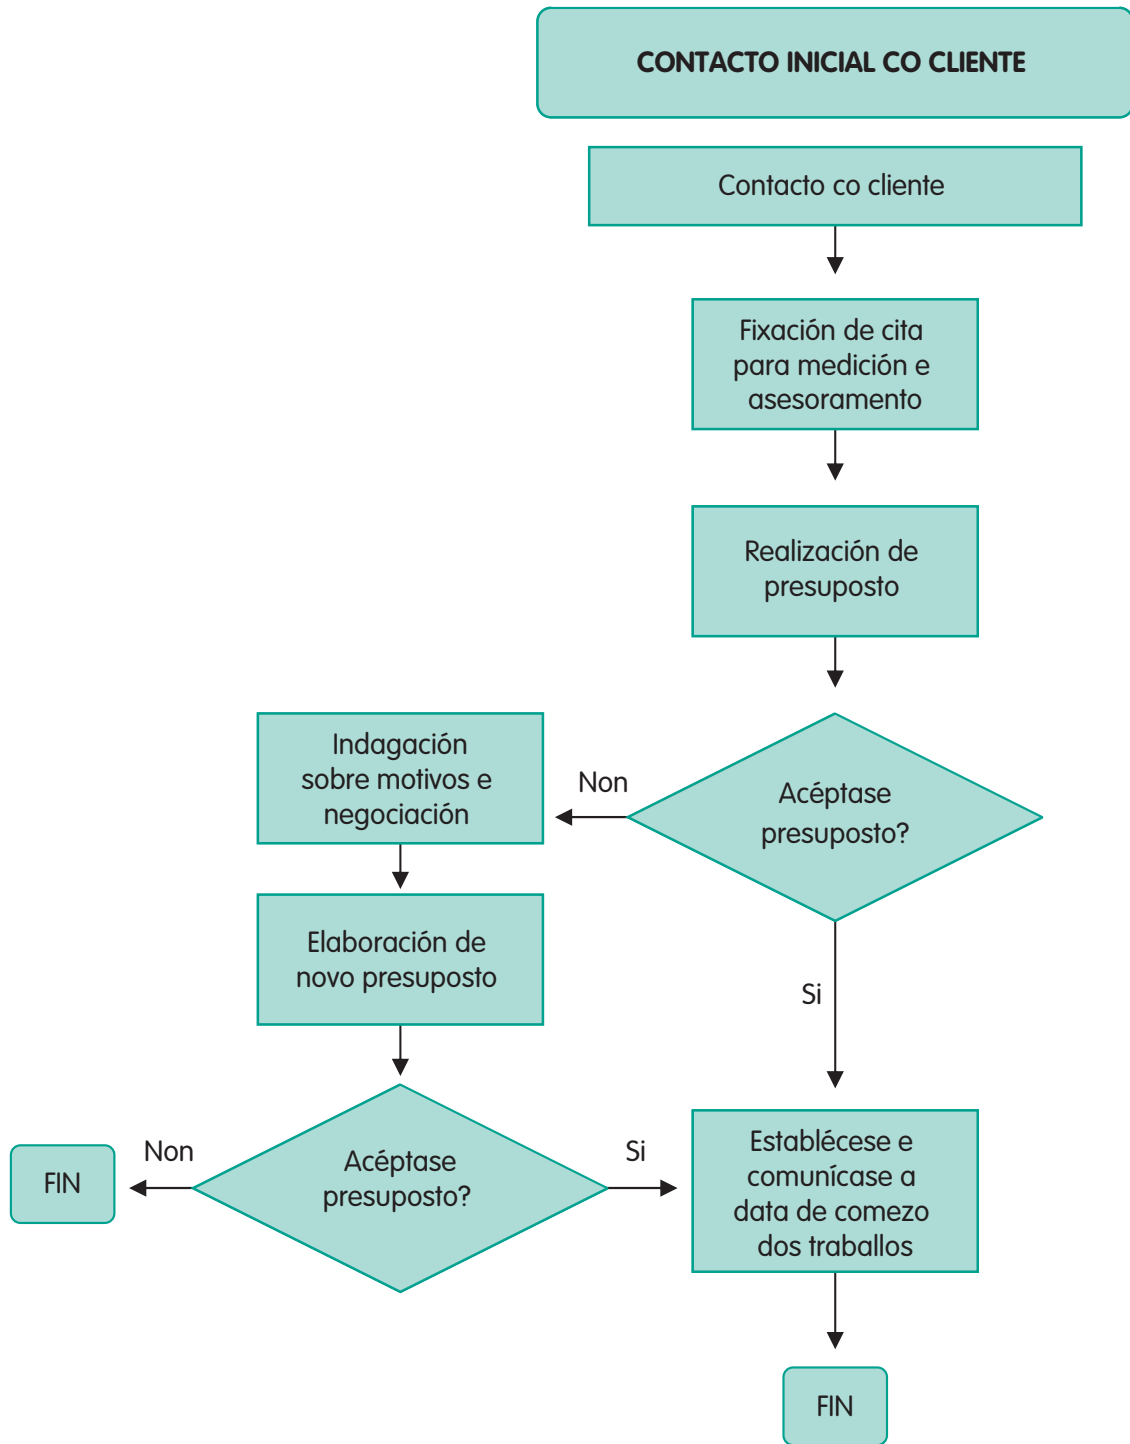 CONTACTO INICIAL CO CLIENTE
Contacto co cliente
Fixación de cita
para medición e
asesoramento
Realización de
presuposto
Acéptase
presuposto?
Non
Indagación
sobre motivos e
negociación
Elaboración de
novo presuposto
Si
Acéptase
presuposto?
Non
FIN
Si
Establécese e
comunícase a
data de comezo
dos traballos
FIN